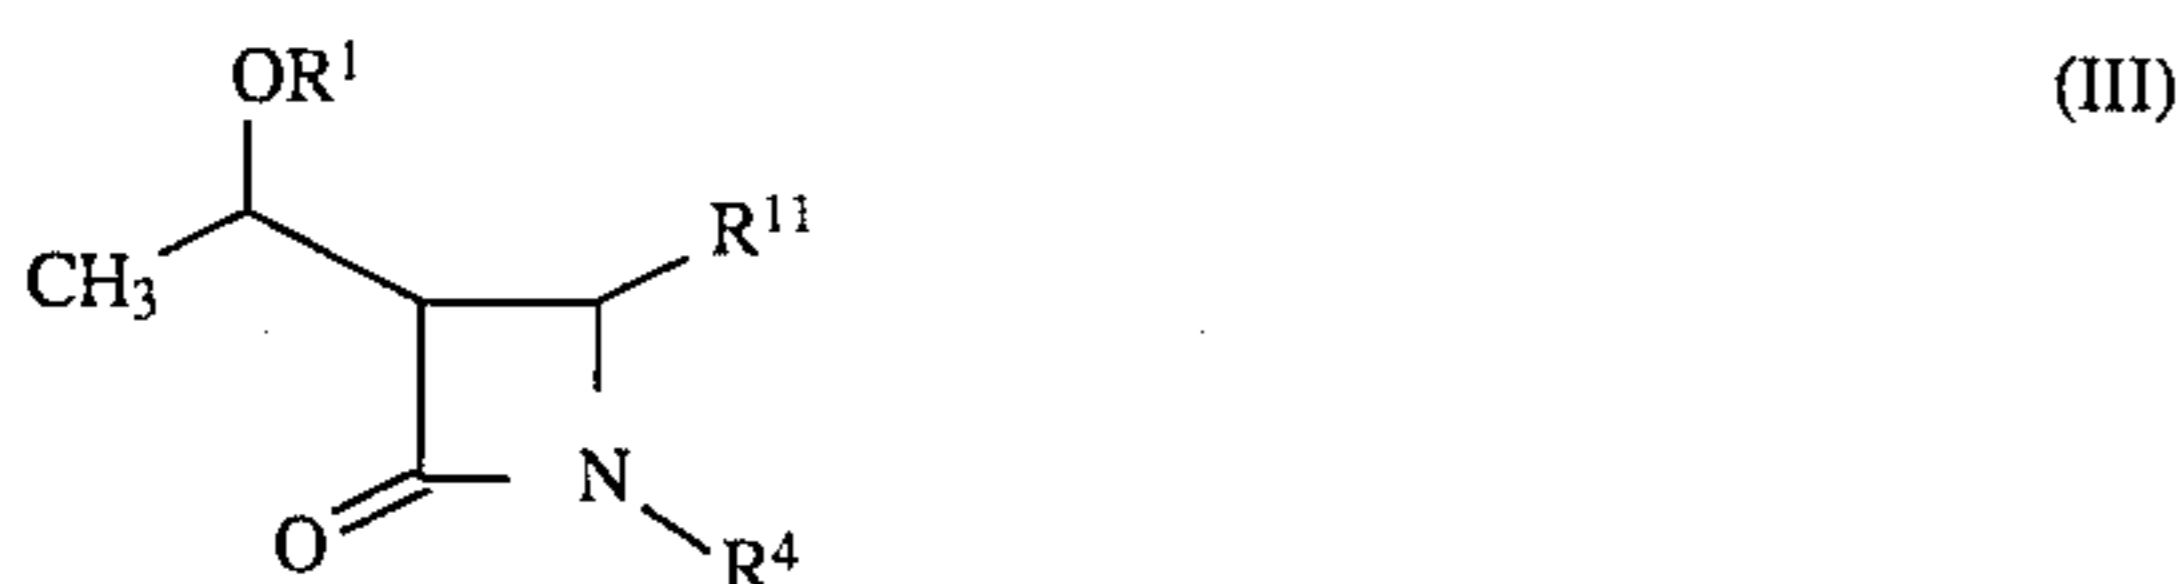 OR¹ (III)
R¹¹
CH₃
N
O
R⁴